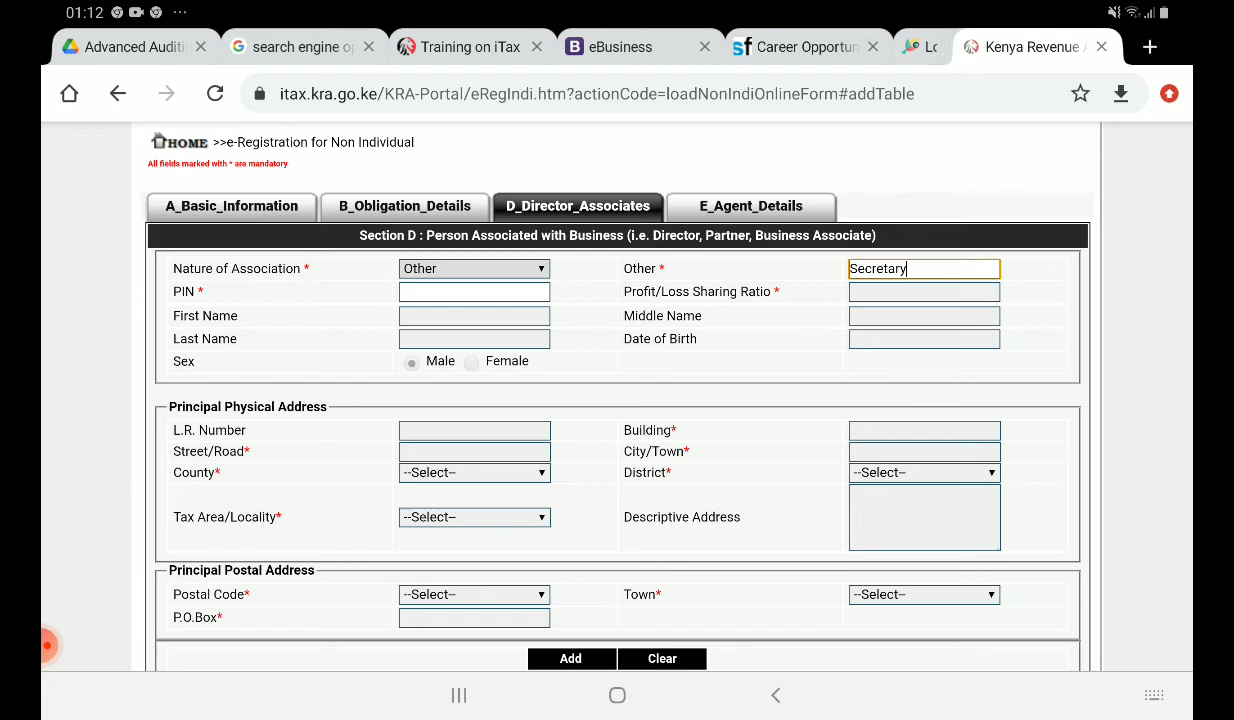 01:12 ...
Advanced Auditi search engine op Training on iTax eBusiness Career Opportun Lo Kenya Revenue A
itax.kra.go.ke/KRA-Portal/eRegIndi.htm?actionCode=loadNonIndiOnlineForm#addTable
HOME >>e-Registration for Non Individual
All fields marked with * are mandatory
A_Basic_Information B_Obligation_Details D_Director_Associates E_Agent_Details
Section D : Person Associated with Business (i.e. Director, Partner, Business Associate)
Nature of Association * Other Other * Secretary
PIN * Profit/Loss Sharing Ratio *
First Name Middle Name
Last Name Date of Birth
Sex Male Female
Principal Physical Address
L.R. Number Building*
Street/Road* City/Town*
County* --Select-- District* --Select--
Tax Area/Locality* --Select-- Descriptive Address
Principal Postal Address
Postal Code* --Select-- Town* --Select--
P.O.Box*
Add Clear